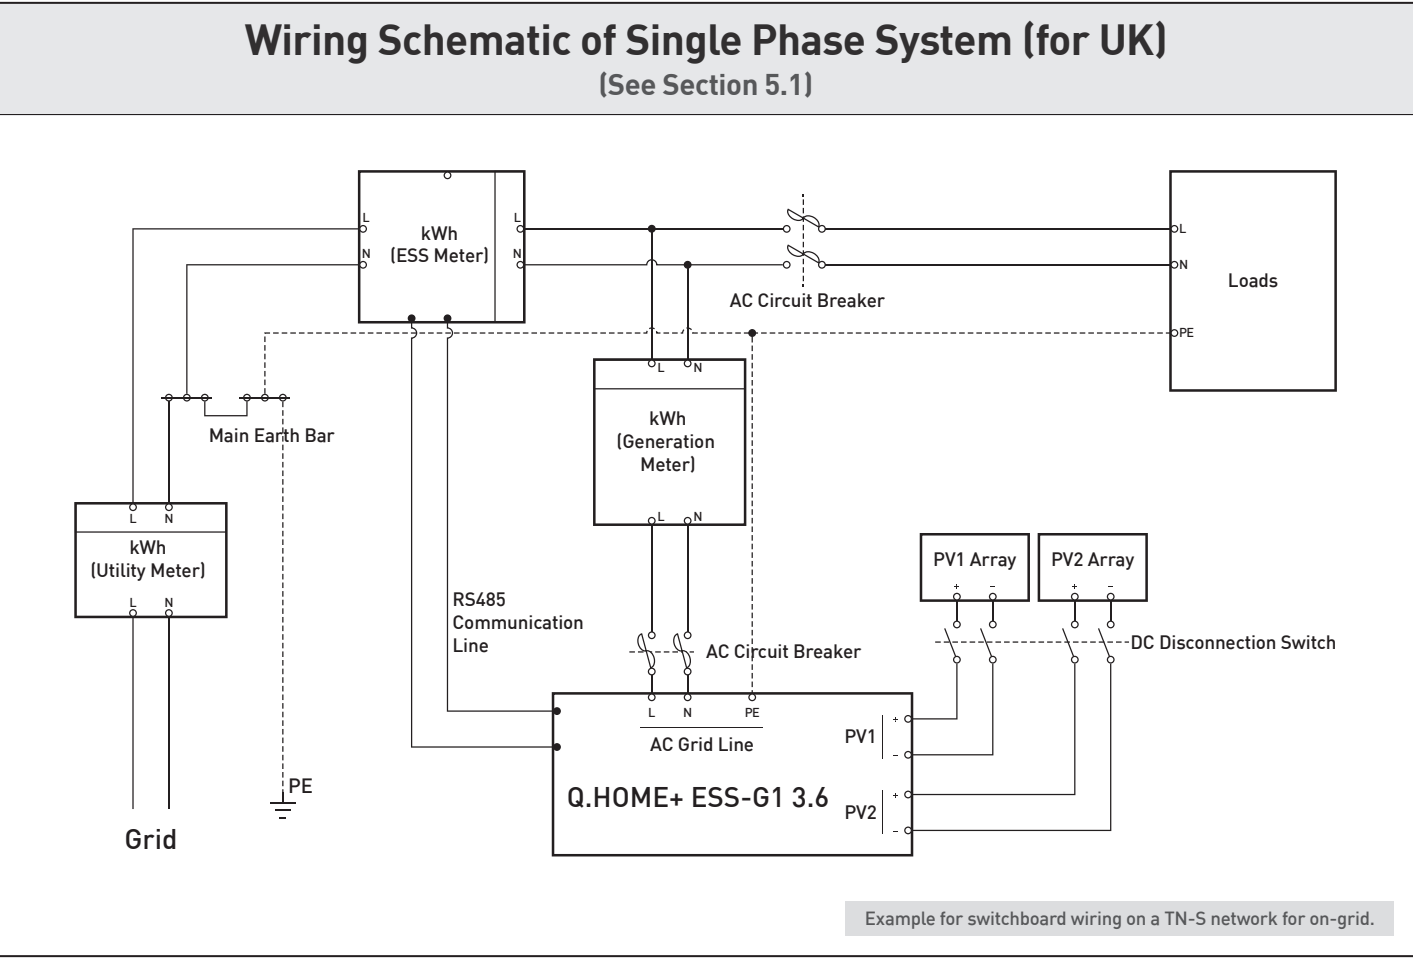 Wiring Schematic of Single Phase System (for UK)
(See Section 5.1)
L
N
kWh
(ESS Meter)
L
N
AC Circuit Breaker
L
N
PE
Loads
L
N
kWh
(Generation
Meter)
L
N
Main Earth Bar
L
N
kWh
(Utility Meter)
L
N
RS485
Communication
Line
AC Circuit Breaker
PV1 Array
+
-
PV2 Array
+
-
DC Disconnection Switch
L
N
PE
AC Grid Line
PV1
+
-
PV2
+
-
Q.HOME+ ESS-G1 3.6
PE
Grid
Example for switchboard wiring on a TN-S network for on-grid.